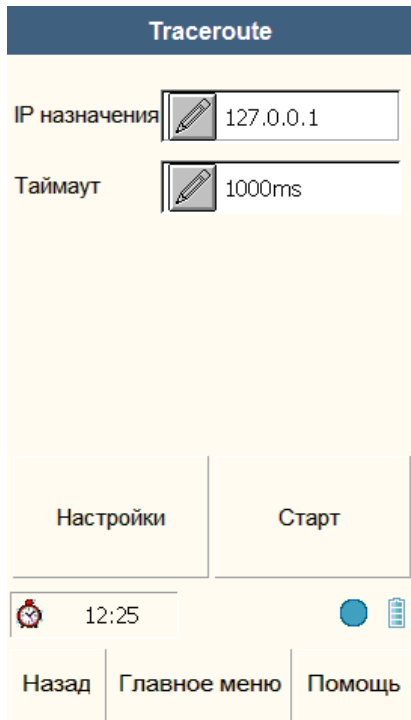 Traceroute
IP назначения 127.0.0.1
Таймаут 1000ms
Настройки Старт
12:25
Назад Главное меню Помощь